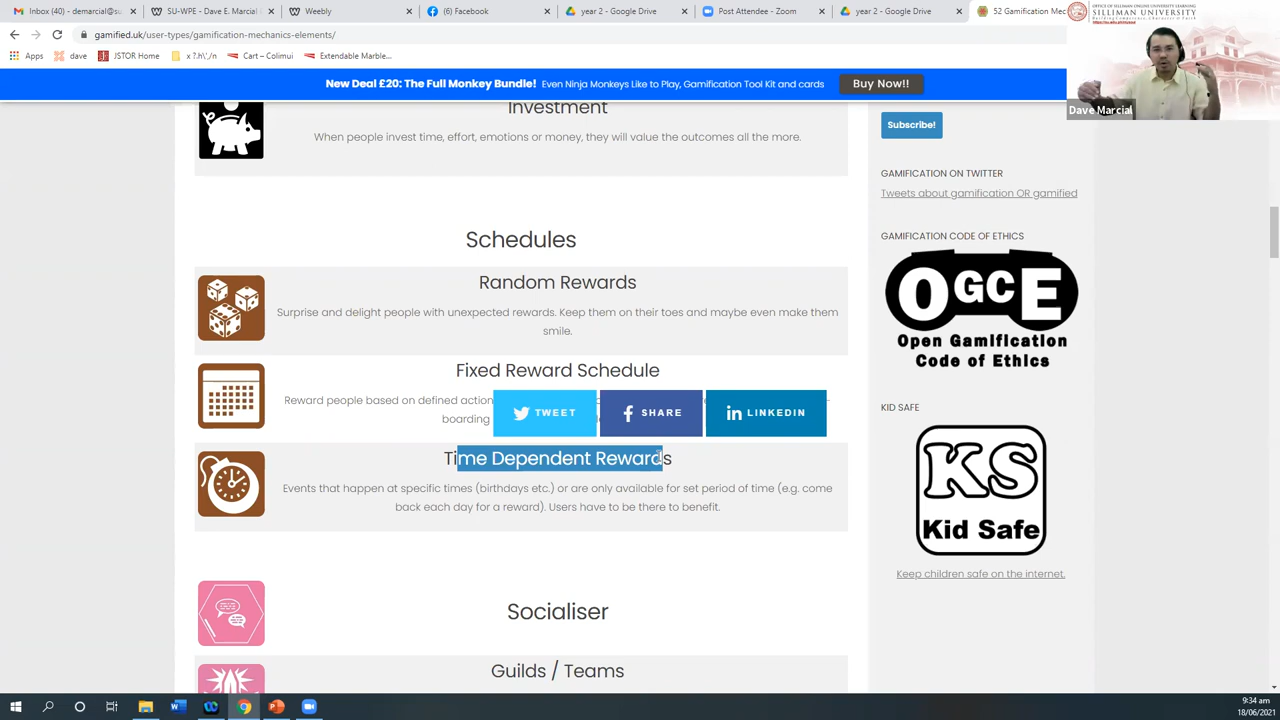 Inbox (40) - demarcial@su
SU-WPE - Dave E. Marcial
Weebly
(6) Facebook
year 2 - Google Drive
Post Attendee - Zoom
year 2 - Google Drive
52 Gamification Mec
gamified.uk/user-types/gamification-mechanics-elements/
Apps
dave
JSTOR Home
x ?.h\',/n
Cart – Colimui
Extendable Marble...
OFFICE OF SILLIMAN ONLINE UNIVERSITY LEARNING
SILLIMAN UNIVERSITY
Dave Marcial
New Deal £20: The Full Monkey Bundle! Even Ninja Monkeys Like to Play, Gamification Tool Kit and cards
Buy Now!!
Investment
When people invest time, effort, emotions or money, they will value the outcomes all the more.
Schedules
Random Rewards
Surprise and delight people with unexpected rewards. Keep them on their toes and maybe even make them
smile.
Fixed Reward Schedule
Reward people based on defined action
boarding
TWEET
SHARE
LINKEDIN
Time Dependent Rewards
Events that happen at specific times (birthdays etc.) or are only available for set period of time (e.g. come
back each day for a reward). Users have to be there to benefit.
Socialiser
Guilds / Teams
Subscribe!
GAMIFICATION ON TWITTER
Tweets about gamification OR gamified
GAMIFICATION CODE OF ETHICS
OGCE
Open Gamification
Code of Ethics
KID SAFE
KS
Kid Safe
Keep children safe on the internet.
9:34 am
18/06/2021